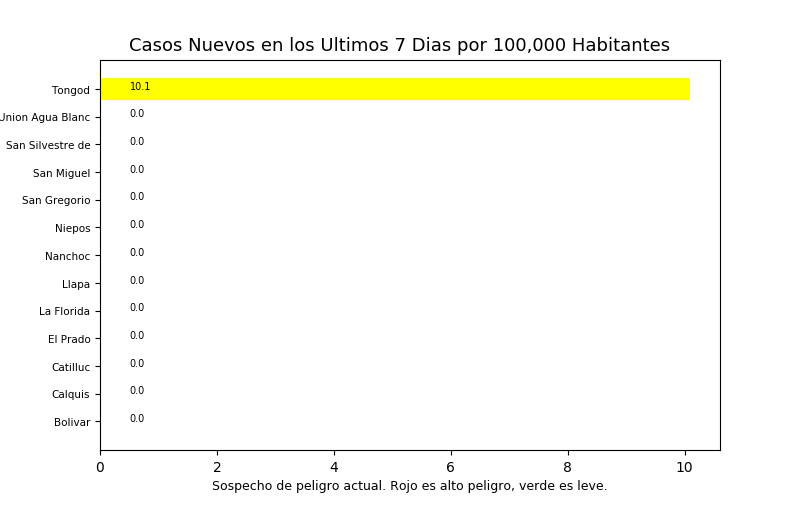 Casos Nuevos en los Ultimos 7 Dias por 100,000 Habitantes
Tongod 10.1
Union Agua Blanc 0.0
San Silvestre de 0.0
San Miguel 0.0
San Gregorio 0.0
Niepos 0.0
Nanchoc 0.0
Llapa 0.0
La Florida 0.0
El Prado 0.0
Catilluc 0.0
Calquis 0.0
Bolivar 0.0
0 2 4 6 8 10
Sospecho de peligro actual. Rojo es alto peligro, verde es leve.